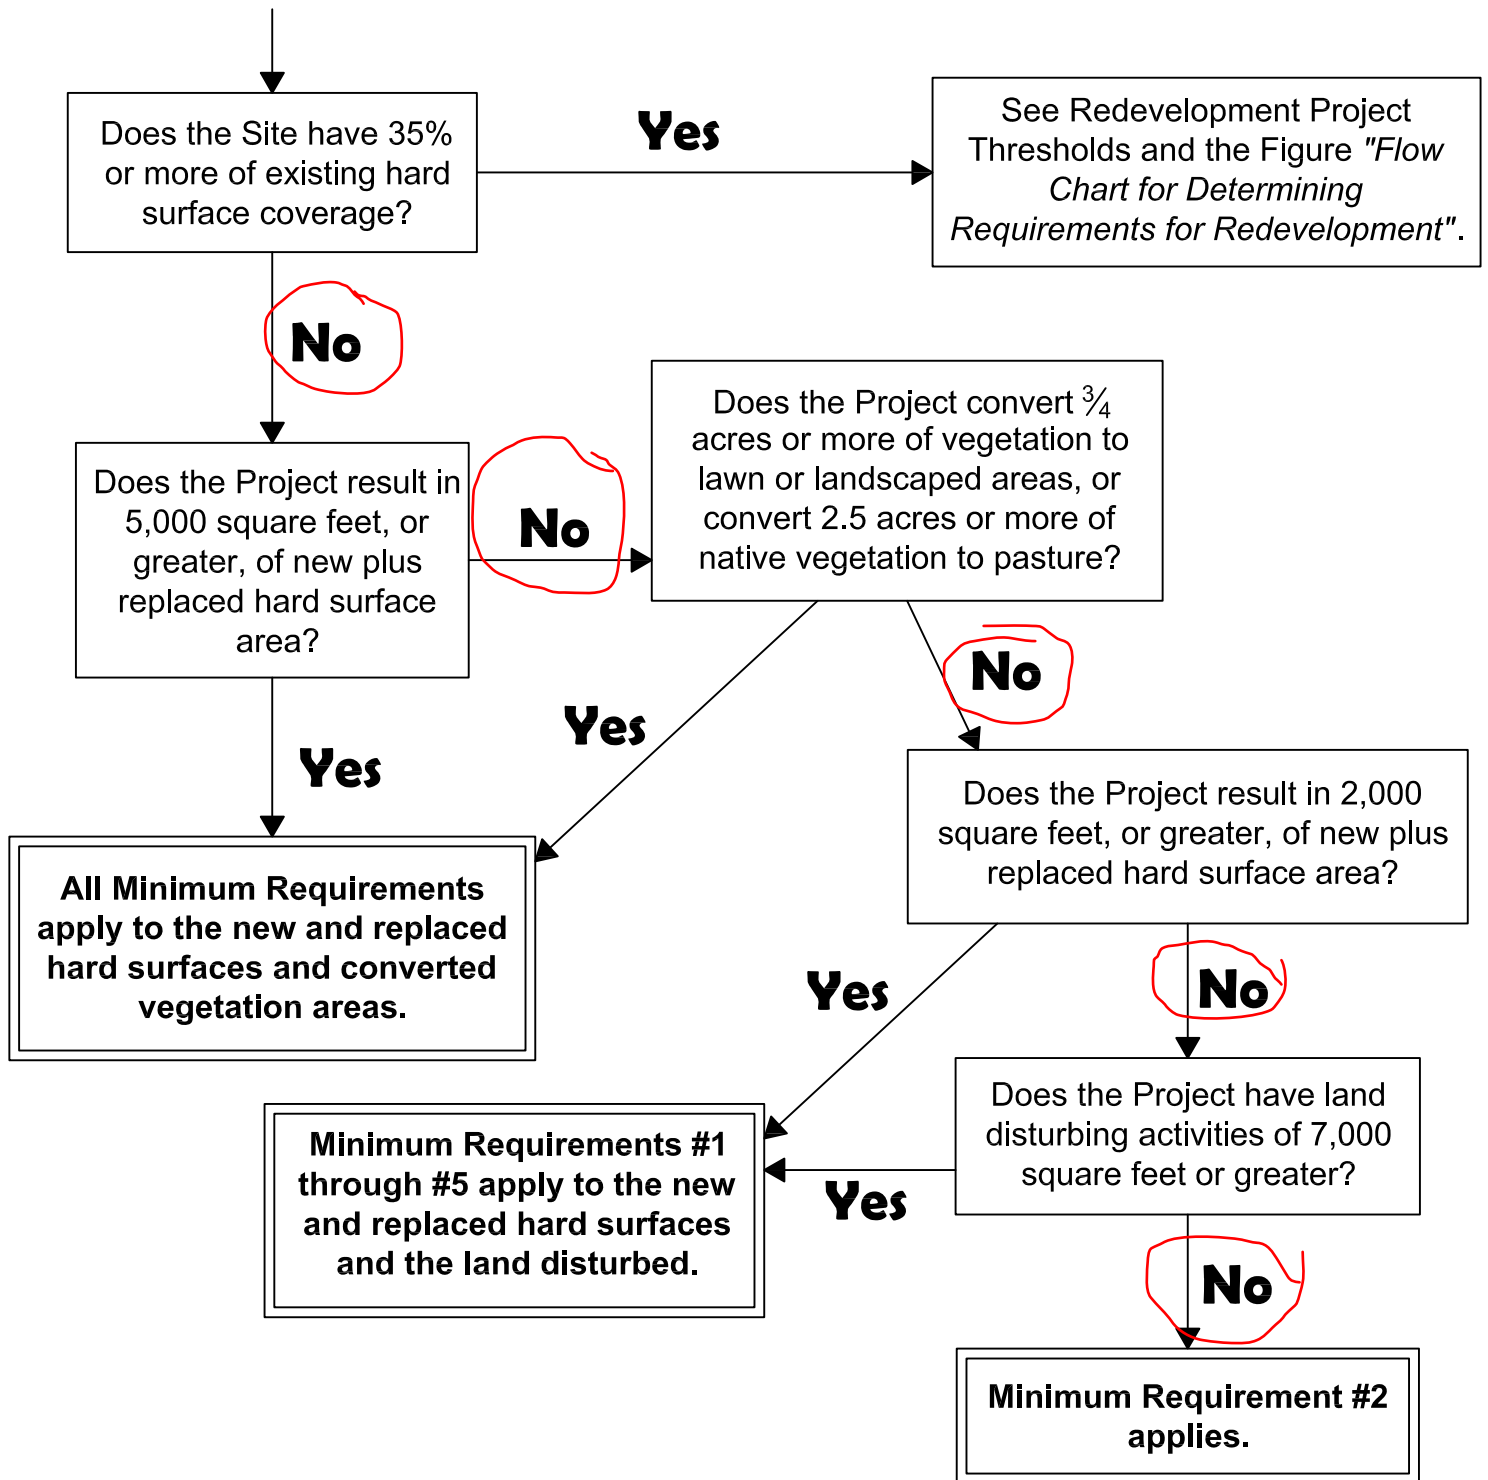 Does the Site have 35%
or more of existing hard
surface coverage?
Yes
See Redevelopment Project
Thresholds and the Figure "Flow
Chart for Determining
Requirements for Redevelopment".
No
Does the Project result in
5,000 square feet, or
greater, of new plus
replaced hard surface
area?
No
Does the Project convert ¾
acres or more of vegetation to
lawn or landscaped areas, or
convert 2.5 acres or more of
native vegetation to pasture?
Yes
Yes
No
All Minimum Requirements
apply to the new and replaced
hard surfaces and converted
vegetation areas.
Does the Project result in 2,000
square feet, or greater, of new plus
replaced hard surface area?
Yes
No
Minimum Requirements #1
through #5 apply to the new
and replaced hard surfaces
and the land disturbed.
Yes
Does the Project have land
disturbing activities of 7,000
square feet or greater?
No
Minimum Requirement #2
applies.